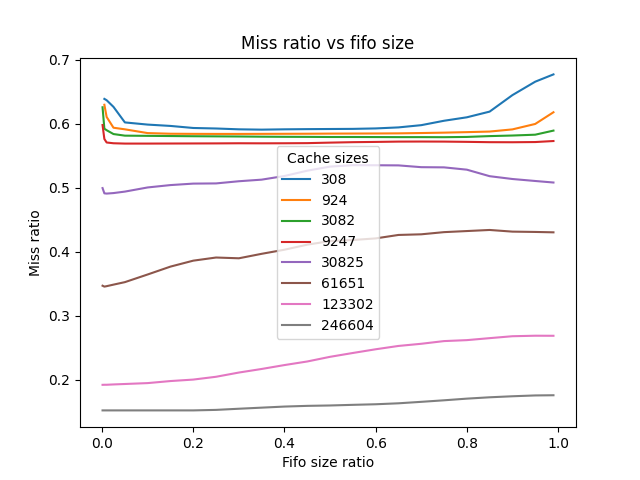 Miss ratio vs fifo size
0.7
0.6
0.5
0.4
0.3
0.2
Miss ratio
Cache sizes
308
924
3082
9247
30825
61651
123302
246604
0.0 0.2 0.4 0.6 0.8 1.0
Fifo size ratio